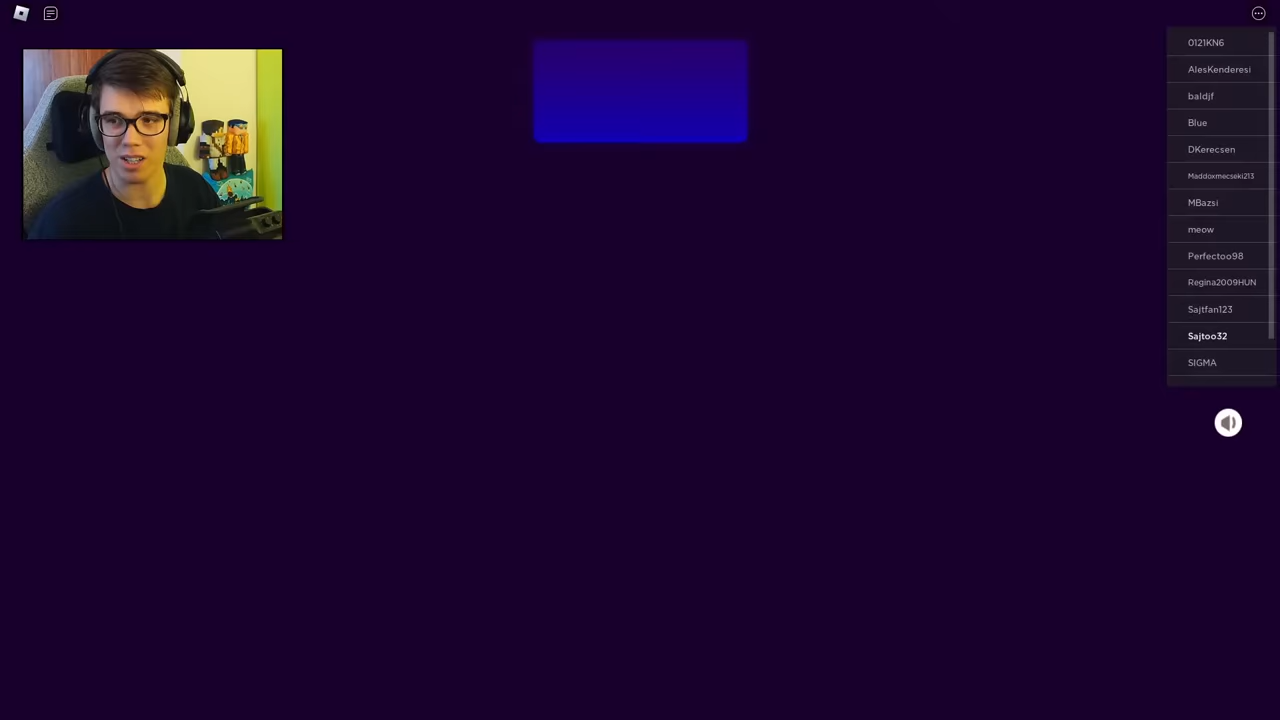 0121KN6
AlesKenderesi
baldjf
Blue
DKerecsen
Maddoxmecseki213
MBazsi
meow
Perfectoo98
Regina2009HUN
Sajtfan123
Sajtoo32
SIGMA